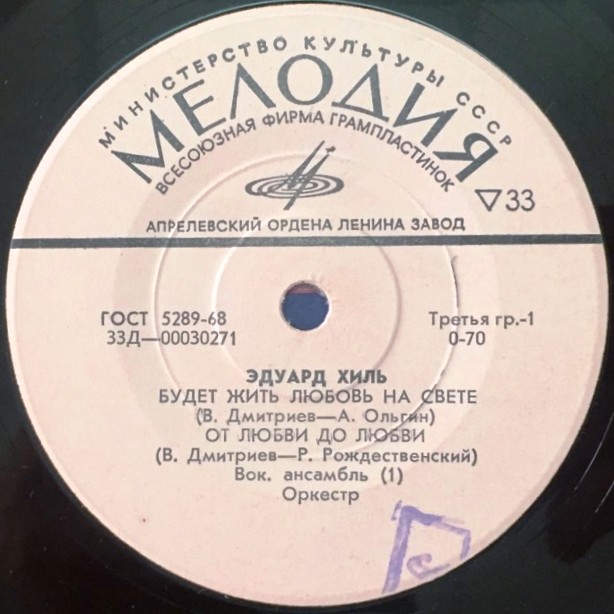 МИНИСТЕРСТВО КУЛЬТУРЫ СССР
МЕЛОДИЯ
ВСЕСОЮЗНАЯ ФИРМА ГРАМПЛАСТИНОК
▽33
АПРЕЛЕВСКИЙ ОРДЕНА ЛЕНИНА ЗАВОД
ГОСТ 5289-68
33Д—00030271
Третья гр.-1
0-70
ЭДУАРД ХИЛЬ
БУДЕТ ЖИТЬ ЛЮБОВЬ НА СВЕТЕ
(В. Дмитриев—А. Ольгин)
ОТ ЛЮБВИ ДО ЛЮБВИ
(В. Дмитриев—Р. Рождественский)
Вок. ансамбль (1)
Оркестр